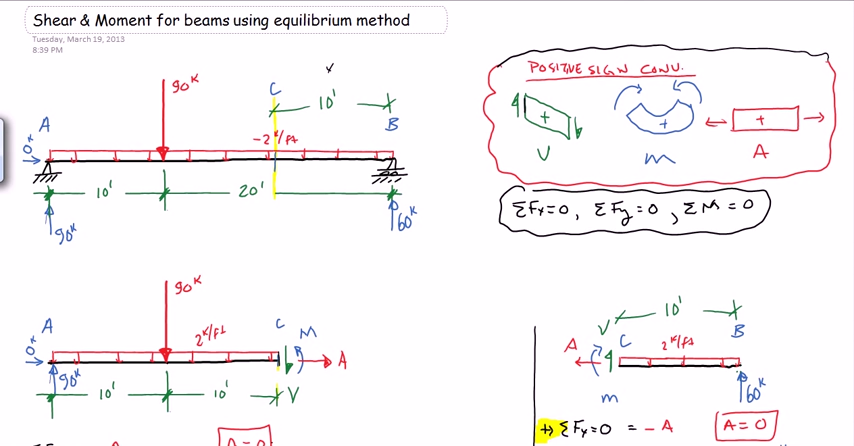 Shear & Moment for beams using equilibrium method
Tuesday, March 19, 2013
8:39 PM
POSITIVE SIGN CONV.
+ + +
V M A
ΣFx=0, ΣFy=0, ΣM=0
90ᴷ
C
10'
A
B
0ᴷ
-2ᴷ/Ft
10' 20'
90ᴷ
60ᴷ
90ᴷ
A
2ᴷ/Ft
C
M
A
0ᴷ
90ᴷ
10' 10'
V
10'
V
C
B
A
2ᴷ/Ft
M
60ᴷ
ΣFx=0 = -A
A=0